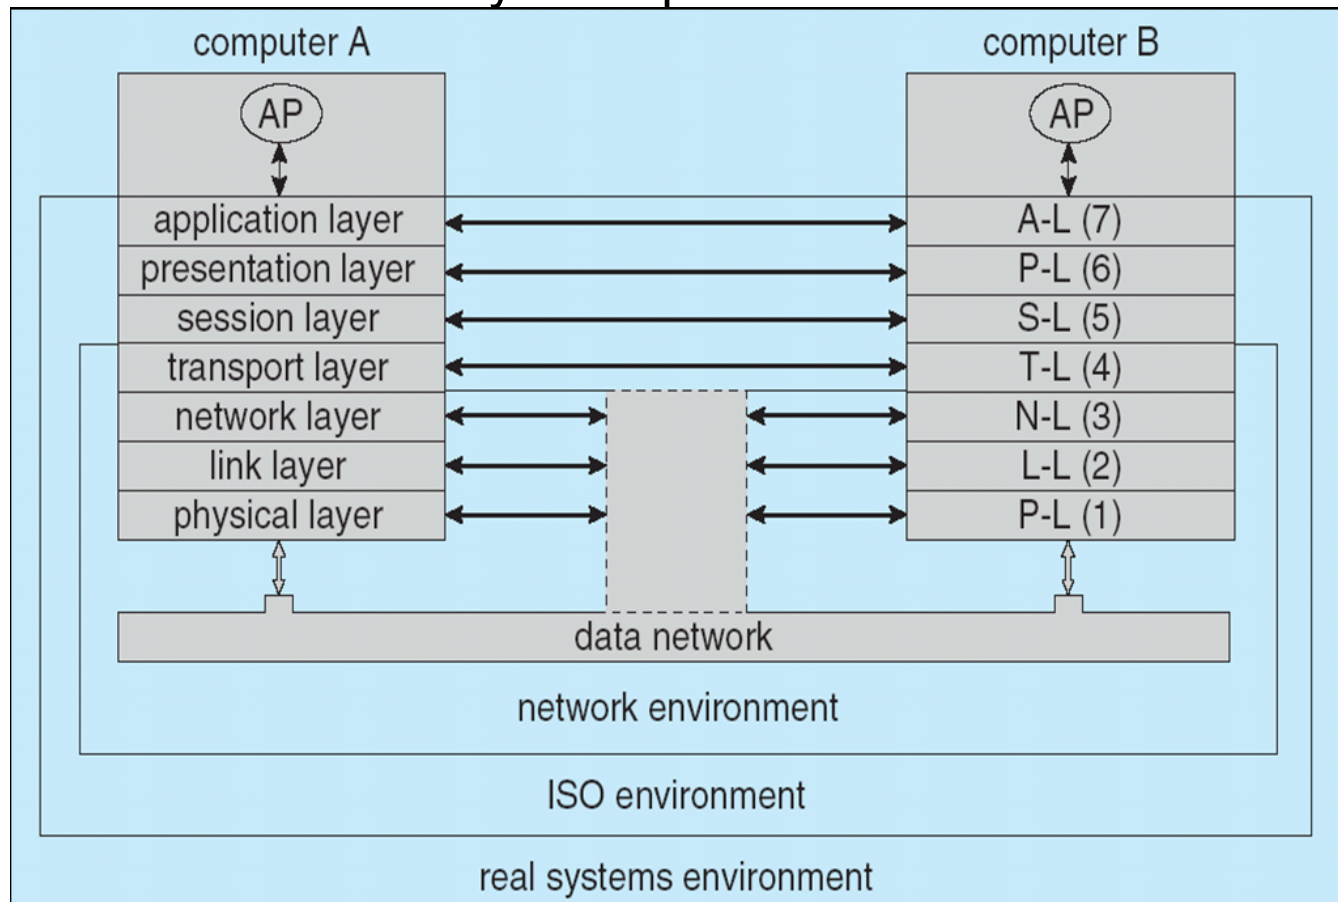 computer A
computer B
AP
AP
application layer
A-L (7)
presentation layer
P-L (6)
session layer
S-L (5)
transport layer
T-L (4)
network layer
N-L (3)
link layer
L-L (2)
physical layer
P-L (1)
data network
network environment
ISO environment
real systems environment